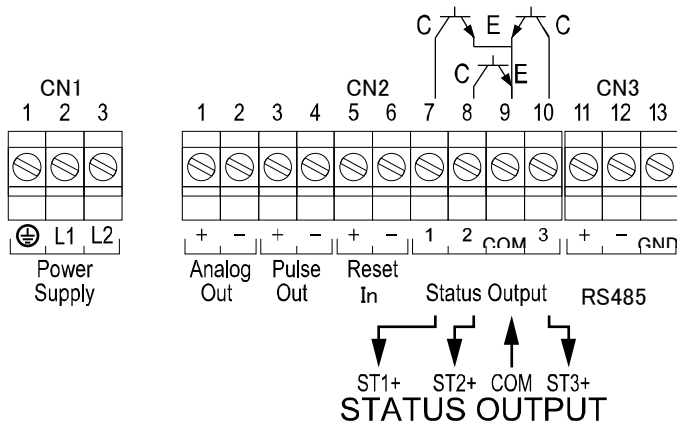 C E C
C E
CN1 CN2 CN3
1 2 3 1 2 3 4 5 6 7 8 9 10 11 12 13
L1 L2 + − + − + − 1 2 COM 3 + − GND
Power Supply
Analog Out
Pulse Out
Reset In
Status Output
RS485
ST1+ ST2+ COM ST3+
STATUS OUTPUT